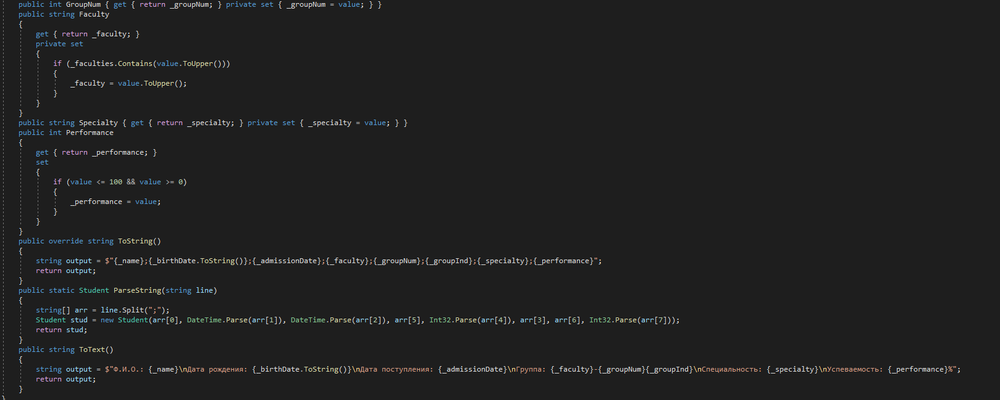 public int GroupNum { get { return _groupNum; } private set { _groupNum = value; } }
public string Faculty
{
get { return _faculty; }
private set
{
if (_faculties.Contains(value.ToUpper()))
{
_faculty = value.ToUpper();
}
}
}
public string Specialty { get { return _specialty; } private set { _specialty = value; } }
public int Performance
{
get { return _performance; }
set
{
if (value <= 100 && value >= 0)
{
_performance = value;
}
}
}
public override string ToString()
{
string output = $"{_name};{_birthDate.ToString()};{_admissionDate};{_faculty};{_groupNum};{_groupInd};{_specialty};{_performance}";
return output;
}
public static Student ParseString(string line)
{
string[] arr = line.Split(";");
Student stud = new Student(arr[0], DateTime.Parse(arr[1]), DateTime.Parse(arr[2]), arr[5], Int32.Parse(arr[4]), arr[3], arr[6], Int32.Parse(arr[7]));
return stud;
}
public string ToText()
{
string output = $"Ф.И.О.: {_name}\nДата рождения: {_birthDate.ToString()}\nДата поступления: {_admissionDate}\nГруппа: {_faculty}-{_groupNum}{_groupInd}\nСпециальность: {_specialty}\nУспеваемость: {_performance}%";
return output;
}
}